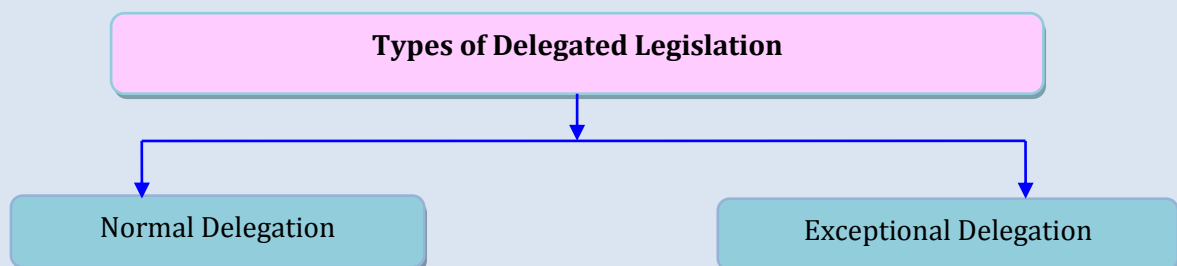 Types of Delegated Legislation
Normal Delegation
Exceptional Delegation